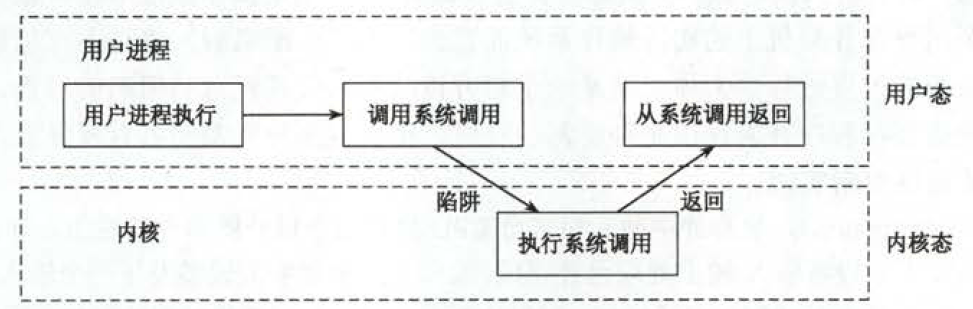 用户进程
用户进程执行
调用系统调用
从系统调用返回
用户态
陷阱
返回
内核
执行系统调用
内核态